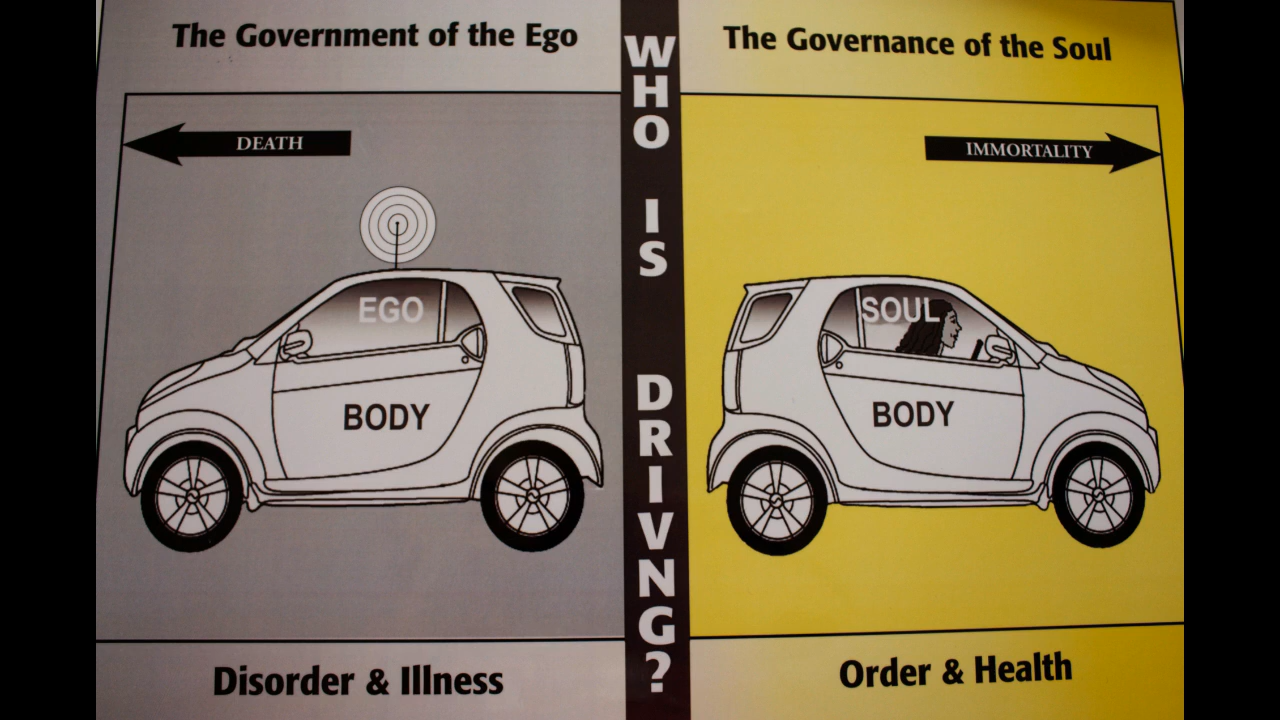 The Government of the Ego
DEATH
EGO
BODY
Disorder & Illness
WHO IS DRIVNG?
The Governance of the Soul
IMMORTALITY
SOUL
BODY
Order & Health